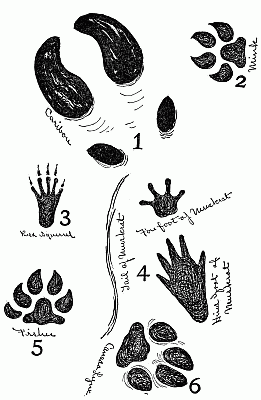 Caribou
1
Mink
2
Red Squirrel
3
Tail of Muskrat
Fore foot of Muskrat
4
Hind foot of
Muskrat
Fisher
5
Canada Lynx
6